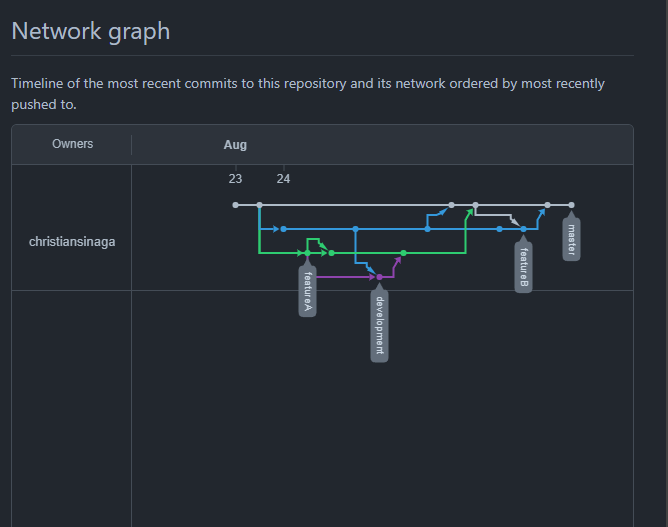 Network graph
Timeline of the most recent commits to this repository and its network ordered by most recently
pushed to.
Owners
Aug
23
24
christiansinaga
master
featureB
featureA
development